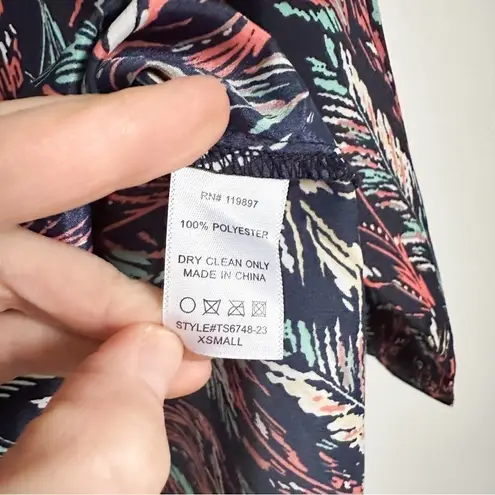 RN# 119897
100% POLYESTER
DRY CLEAN ONLY
MADE IN CHINA
STYLE#TS6748-23
XSMALL